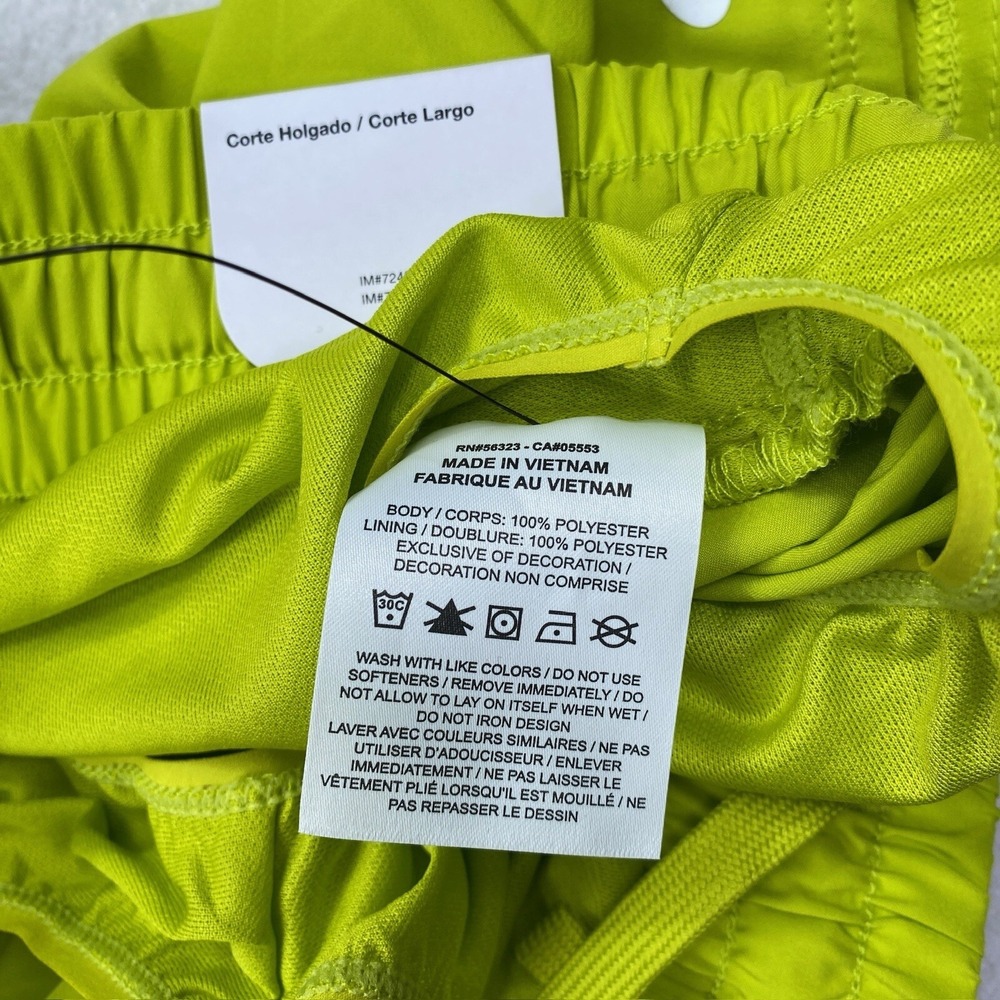 Corte Holgado / Corte Largo
RN#56323 - CA#05553
MADE IN VIETNAM
FABRIQUE AU VIETNAM
BODY / CORPS: 100% POLYESTER
LINING / DOUBLURE: 100% POLYESTER
EXCLUSIVE OF DECORATION /
DECORATION NON COMPRISE
30C
WASH WITH LIKE COLORS / DO NOT USE
SOFTENERS / REMOVE IMMEDIATELY / DO
NOT ALLOW TO LAY ON ITSELF WHEN WET /
DO NOT IRON DESIGN
LAVER AVEC COULEURS SIMILAIRES / NE PAS
UTILISER D'ADOUCISSEUR / ENLEVER
IMMEDIATEMENT / NE PAS LAISSER LE
VÊTEMENT PLIÉ LORSQU'IL EST MOUILLÉ / NE
PAS REPASSER LE DESSIN